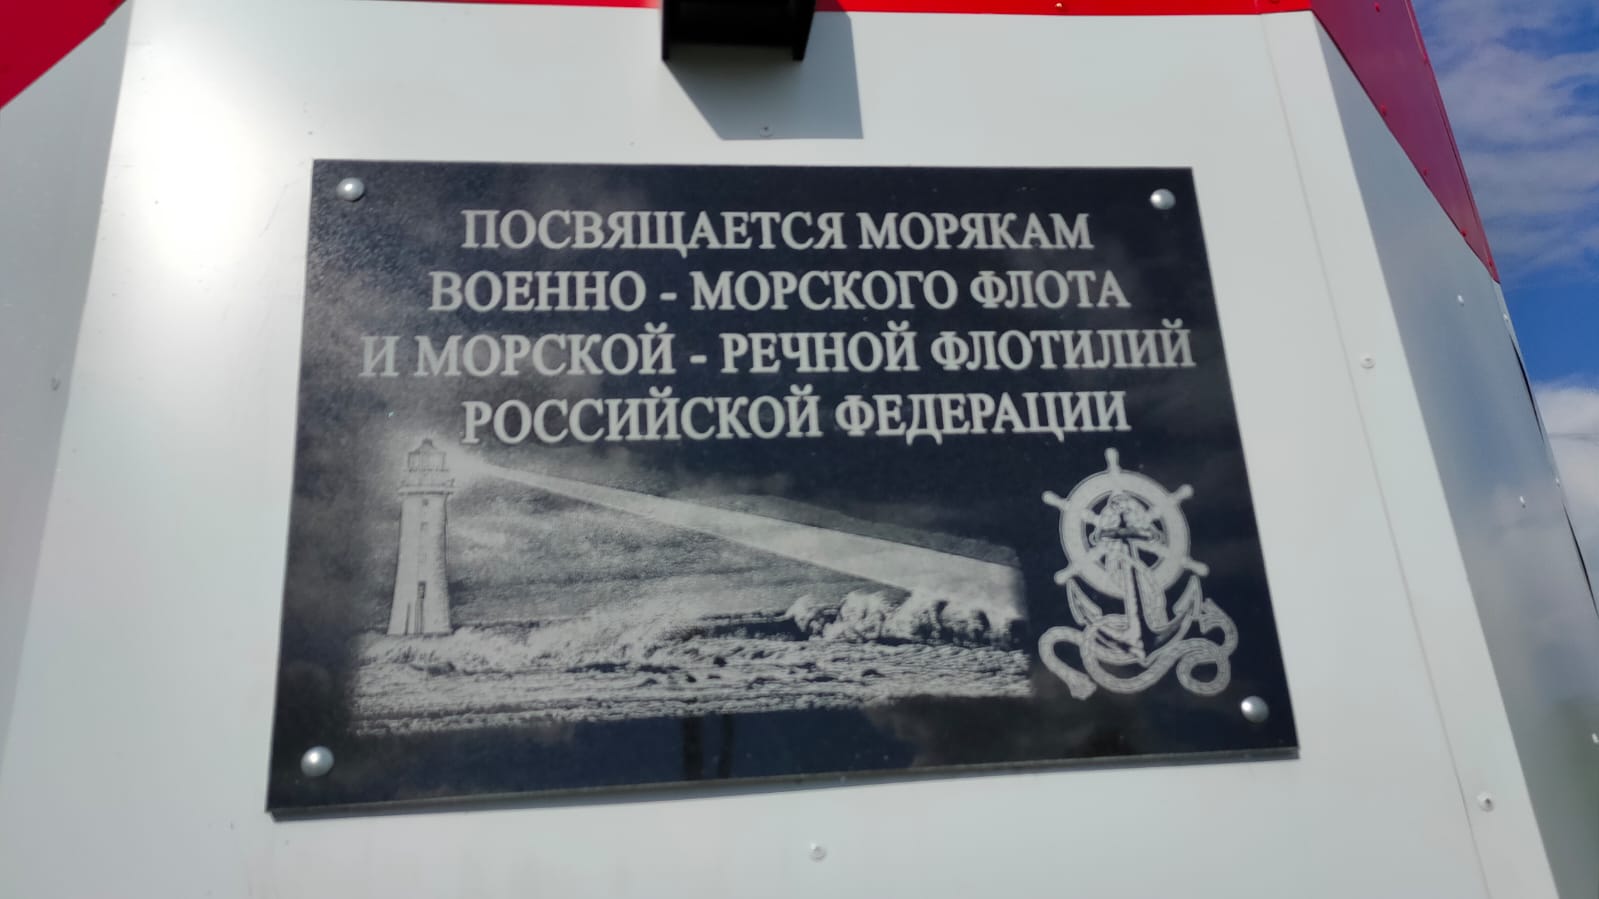 ПОСВЯЩАЕТСЯ МОРЯКАМ
ВОЕННО - МОРСКОГО ФЛОТА
И МОРСКОЙ - РЕЧНОЙ ФЛОТИЛИЙ
РОССИЙСКОЙ ФЕДЕРАЦИИ